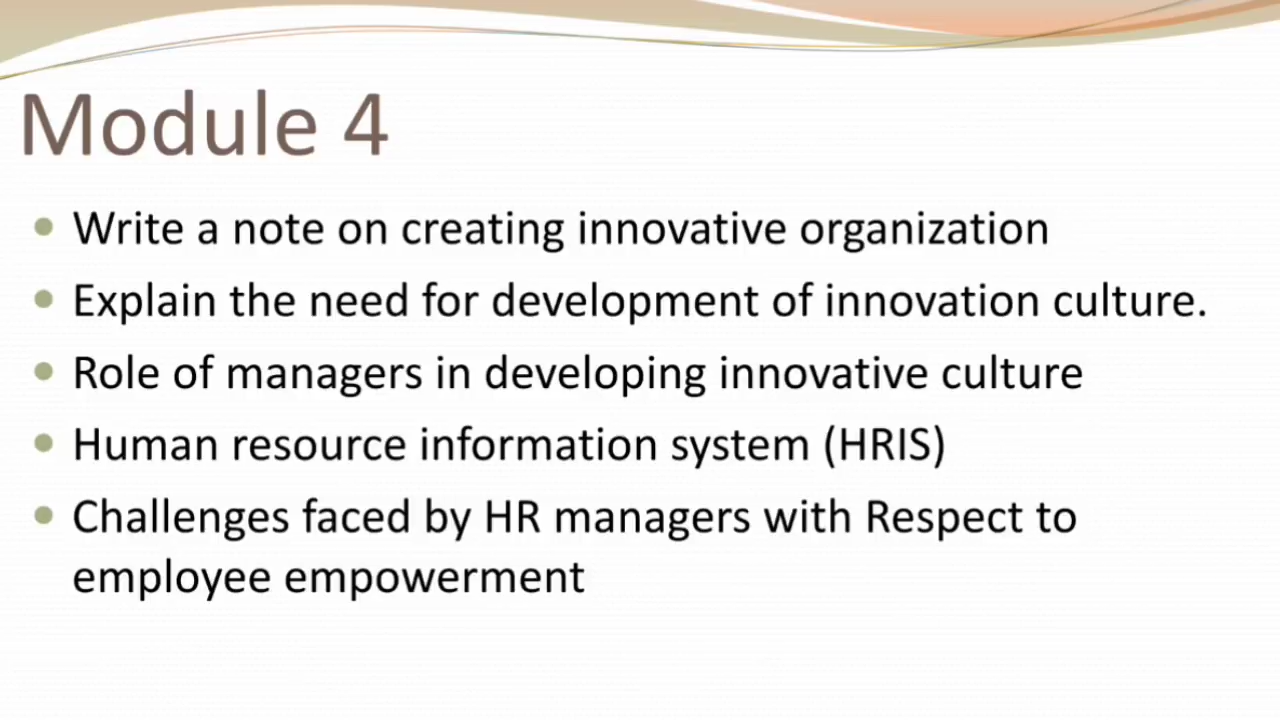 Module 4
• Write a note on creating innovative organization
• Explain the need for development of innovation culture.
• Role of managers in developing innovative culture
• Human resource information system (HRIS)
• Challenges faced by HR managers with Respect to
employee empowerment